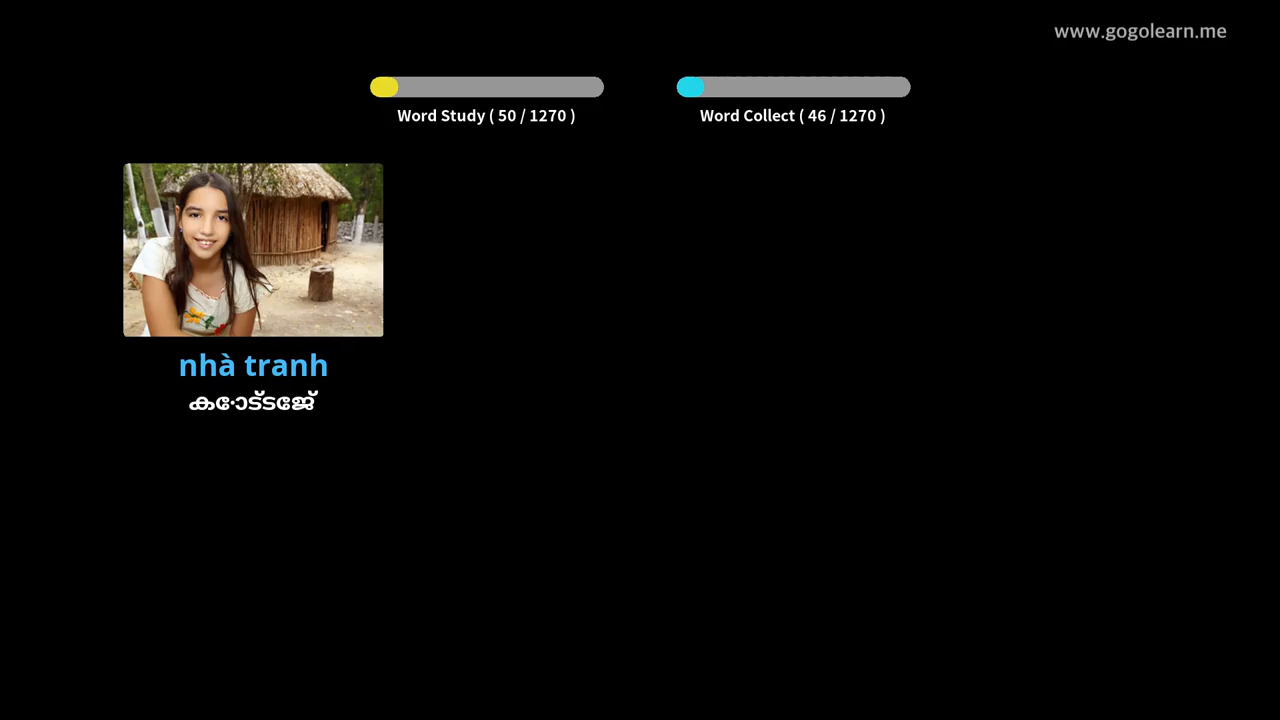 www.gogolearn.me
Word Study ( 50 / 1270 )
Word Collect ( 46 / 1270 )
nhà tranh
കോട്ടേജ്